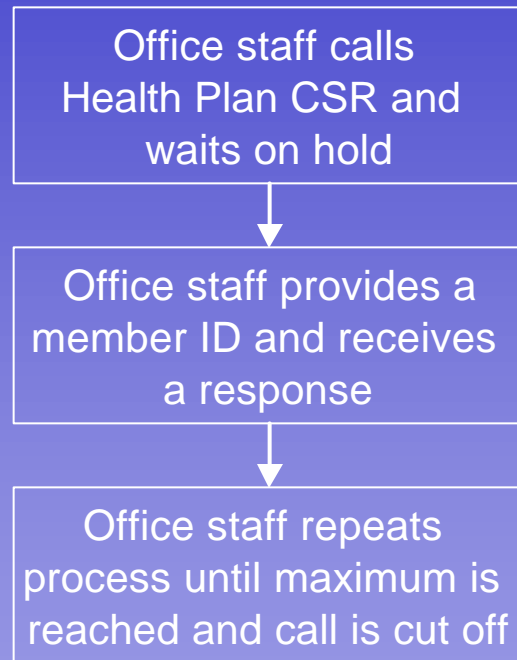 Office staff calls
Health Plan CSR and
waits on hold
Office staff provides a
member ID and receives
a response
Office staff repeats
process until maximum is
reached and call is cut off